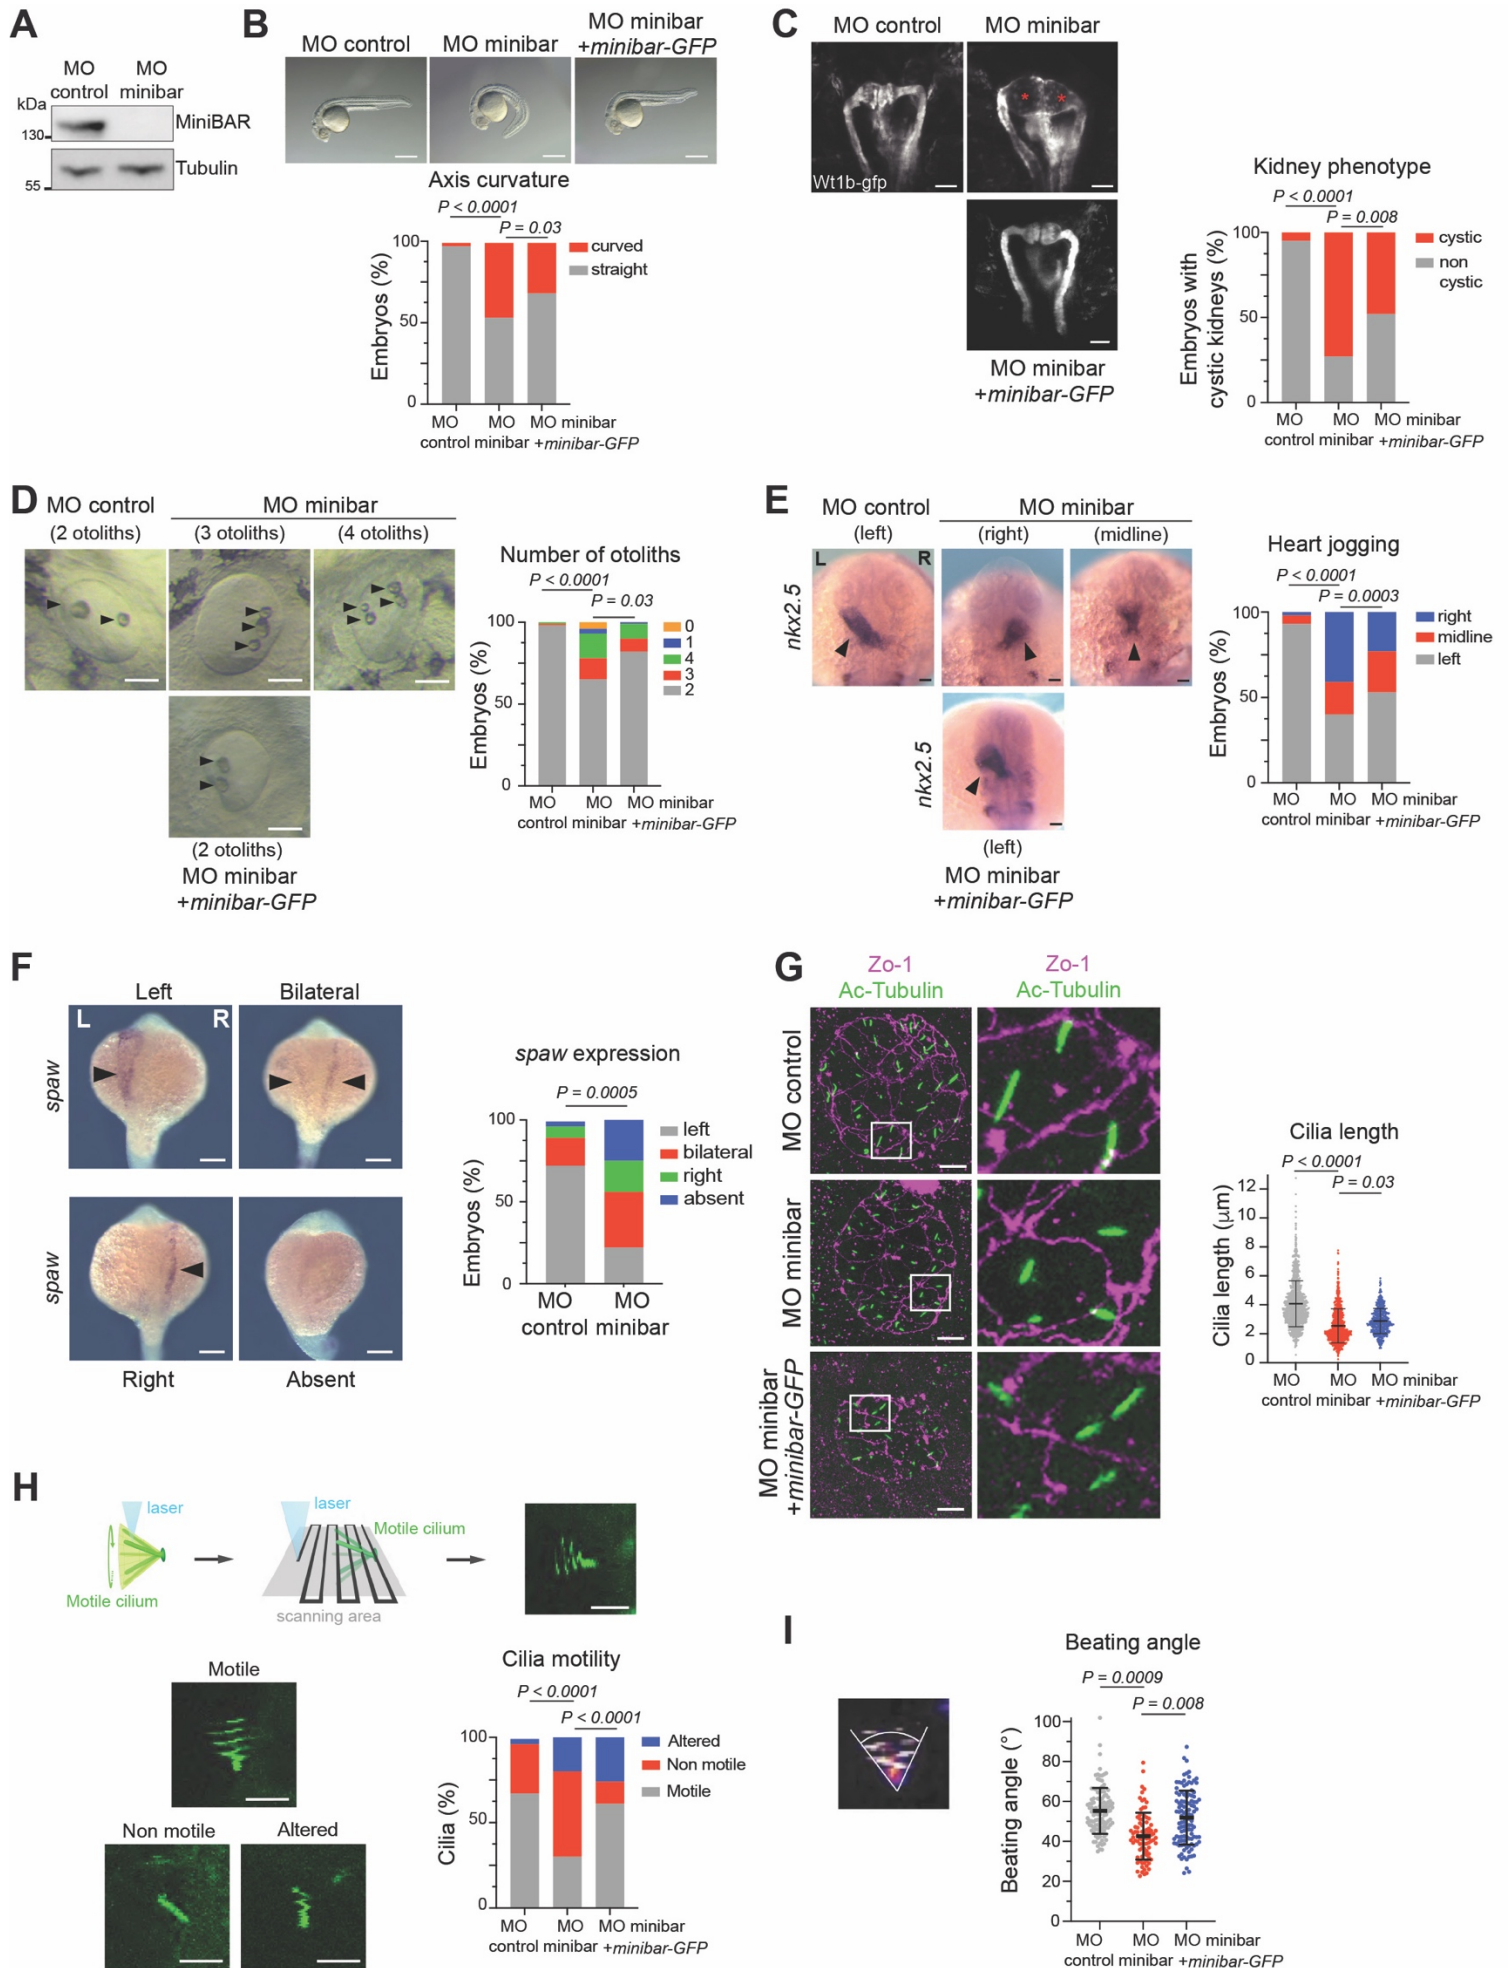 A
MO control
MO minibar
kDa
130
MiniBAR
55
Tubulin
B
MO control
MO minibar
MO minibar
+minibar-GFP
Axis curvature
P < 0.0001
P = 0.03
curved
straight
Embryos (%)
100
50
0
MO MO MO minibar
control minibar +minibar-GFP
C
MO control
MO minibar
Wt1b-gfp
* *
MO minibar
+minibar-GFP
Kidney phenotype
P < 0.0001
P = 0.008
cystic
non
cystic
Embryos with
cystic kidneys (%)
100
50
0
MO MO MO minibar
control minibar +minibar-GFP
D
MO control
MO minibar
(2 otoliths)
(3 otoliths)
(4 otoliths)
(2 otoliths)
MO minibar
+minibar-GFP
Number of otoliths
P < 0.0001
P = 0.03
0
1
4
3
2
Embryos (%)
100
50
0
MO MO MO minibar
control minibar +minibar-GFP
E
MO control
MO minibar
(left)
(right)
(midline)
L R
nkx2.5
nkx2.5
(left)
MO minibar
+minibar-GFP
Heart jogging
P < 0.0001
P = 0.0003
right
midline
left
Embryos (%)
100
50
0
MO MO MO minibar
control minibar +minibar-GFP
F
Left
Bilateral
L R
spaw
spaw
Right
Absent
spaw expression
P = 0.0005
left
bilateral
right
absent
Embryos (%)
100
50
0
MO MO
control minibar
G
Zo-1
Ac-Tubulin
Zo-1
Ac-Tubulin
MO control
MO minibar
MO minibar
+minibar-GFP
Cilia length
P < 0.0001
P = 0.03
Cilia length (μm)
12
10
8
6
4
2
0
MO MO MO minibar
control minibar +minibar-GFP
H
laser
Motile cilium
laser
Motile cilium
scanning area
Motile
Non motile
Altered
Cilia motility
P < 0.0001
P < 0.0001
Altered
Non motile
Motile
Cilia (%)
100
50
0
MO MO MO minibar
control minibar +minibar-GFP
I
Beating angle
P = 0.0009
P = 0.008
Beating angle (°)
100
80
60
40
20
0
MO MO MO minibar
control minibar +minibar-GFP